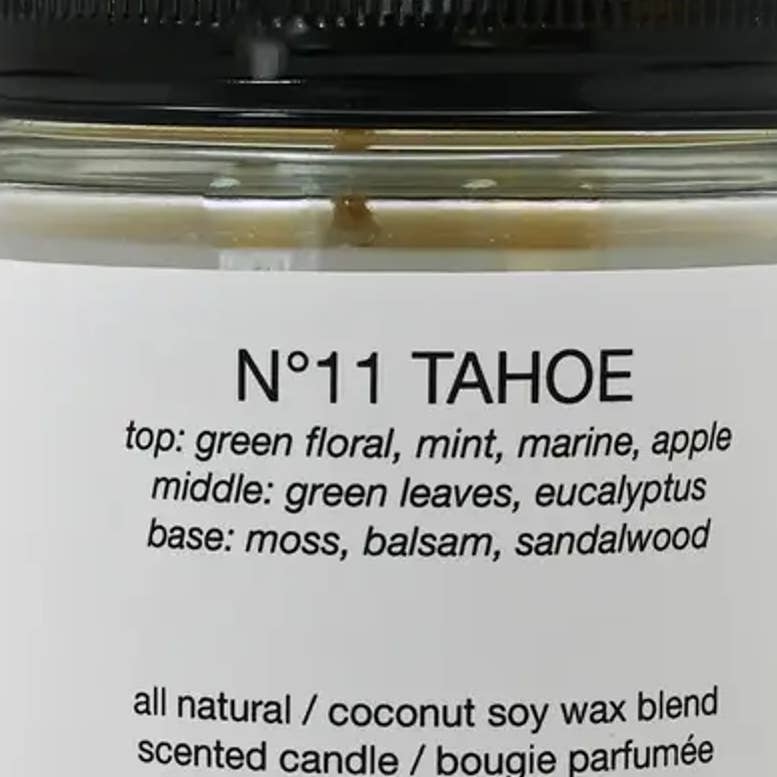 N°11 TAHOE
top: green floral, mint, marine, apple
middle: green leaves, eucalyptus
base: moss, balsam, sandalwood
all natural / coconut soy wax blend
scented candle / bougie parfumée